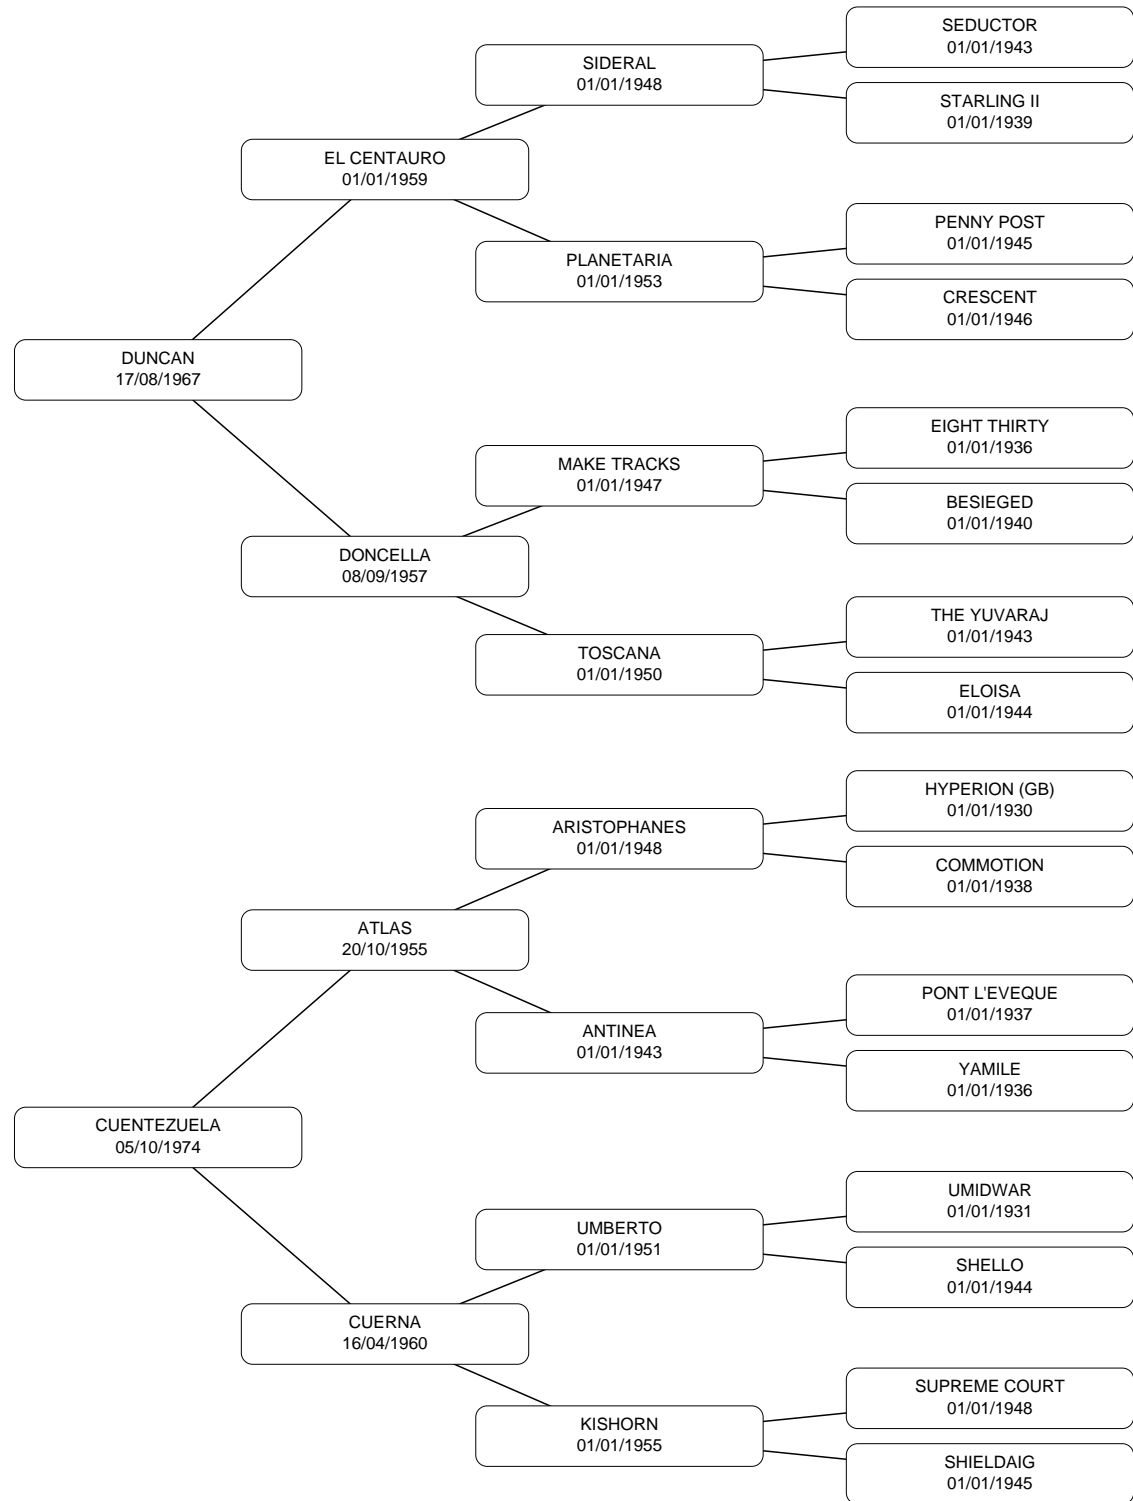 SEDUCTOR
01/01/1943
SIDERAL
01/01/1948
STARLING II
01/01/1939
EL CENTAURO
01/01/1959
PENNY POST
01/01/1945
PLANETARIA
01/01/1953
CRESCENT
01/01/1946
DUNCAN
17/08/1967
EIGHT THIRTY
01/01/1936
MAKE TRACKS
01/01/1947
BESIEGED
01/01/1940
DONCELLA
08/09/1957
THE YUVARAJ
01/01/1943
TOSCANA
01/01/1950
ELOISA
01/01/1944
HYPERION (GB)
01/01/1930
ARISTOPHANES
01/01/1948
COMMOTION
01/01/1938
ATLAS
20/10/1955
PONT L'EVEQUE
01/01/1937
ANTINEA
01/01/1943
YAMILE
01/01/1936
CUENTEZUELA
05/10/1974
UMIDWAR
01/01/1931
UMBERTO
01/01/1951
SHELLO
01/01/1944
CUERNA
16/04/1960
SUPREME COURT
01/01/1948
KISHORN
01/01/1955
SHIELDAIG
01/01/1945